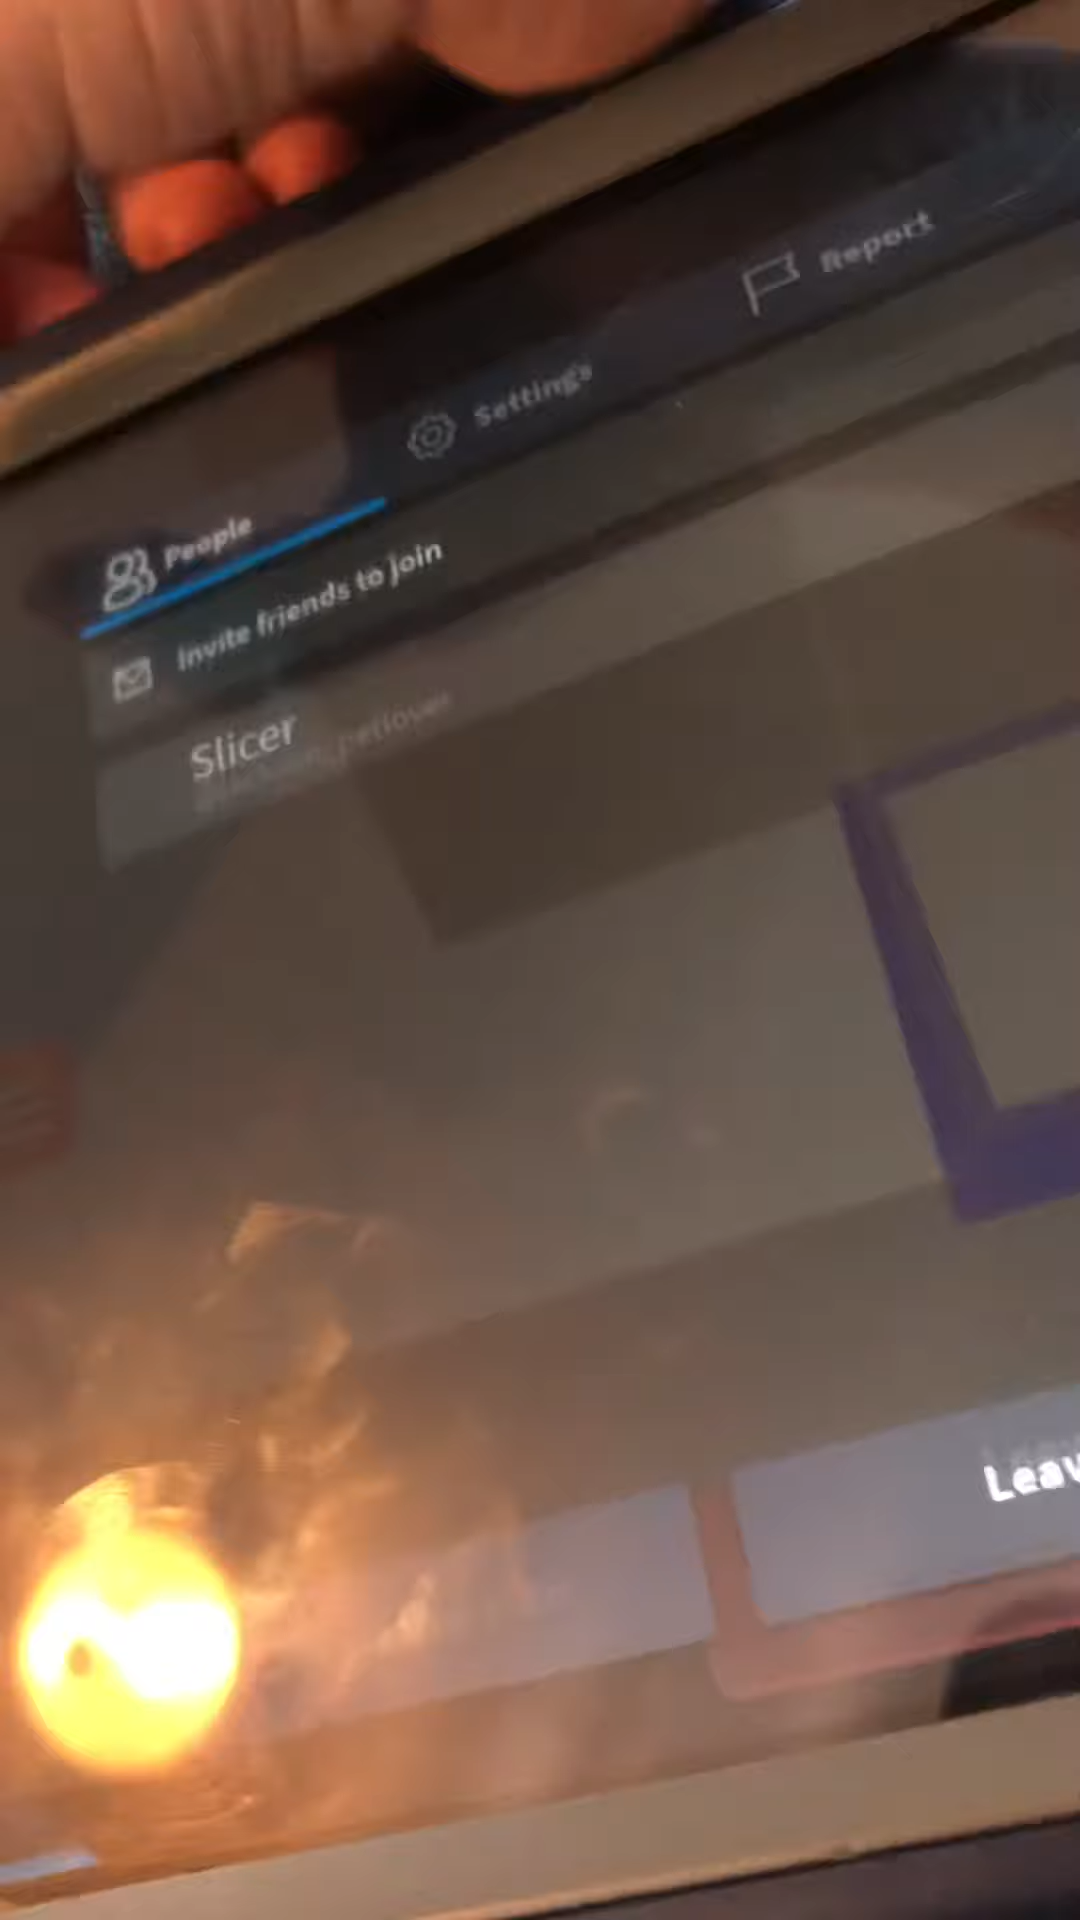 People
Settings
Report
Invite friends to join
Slicer